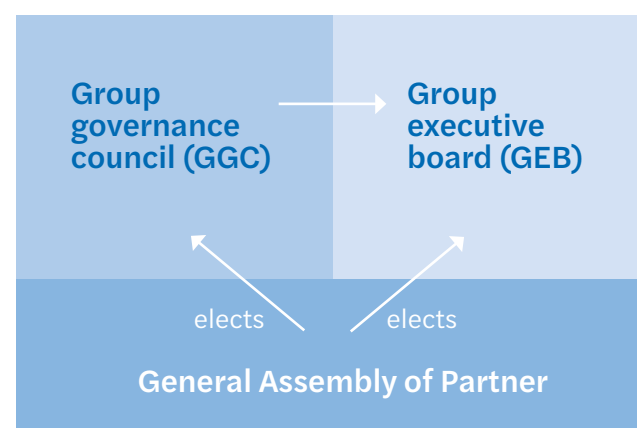 Group
governance
council (GGC)
Group
executive
board (GEB)
elects
elects
General Assembly of Partner